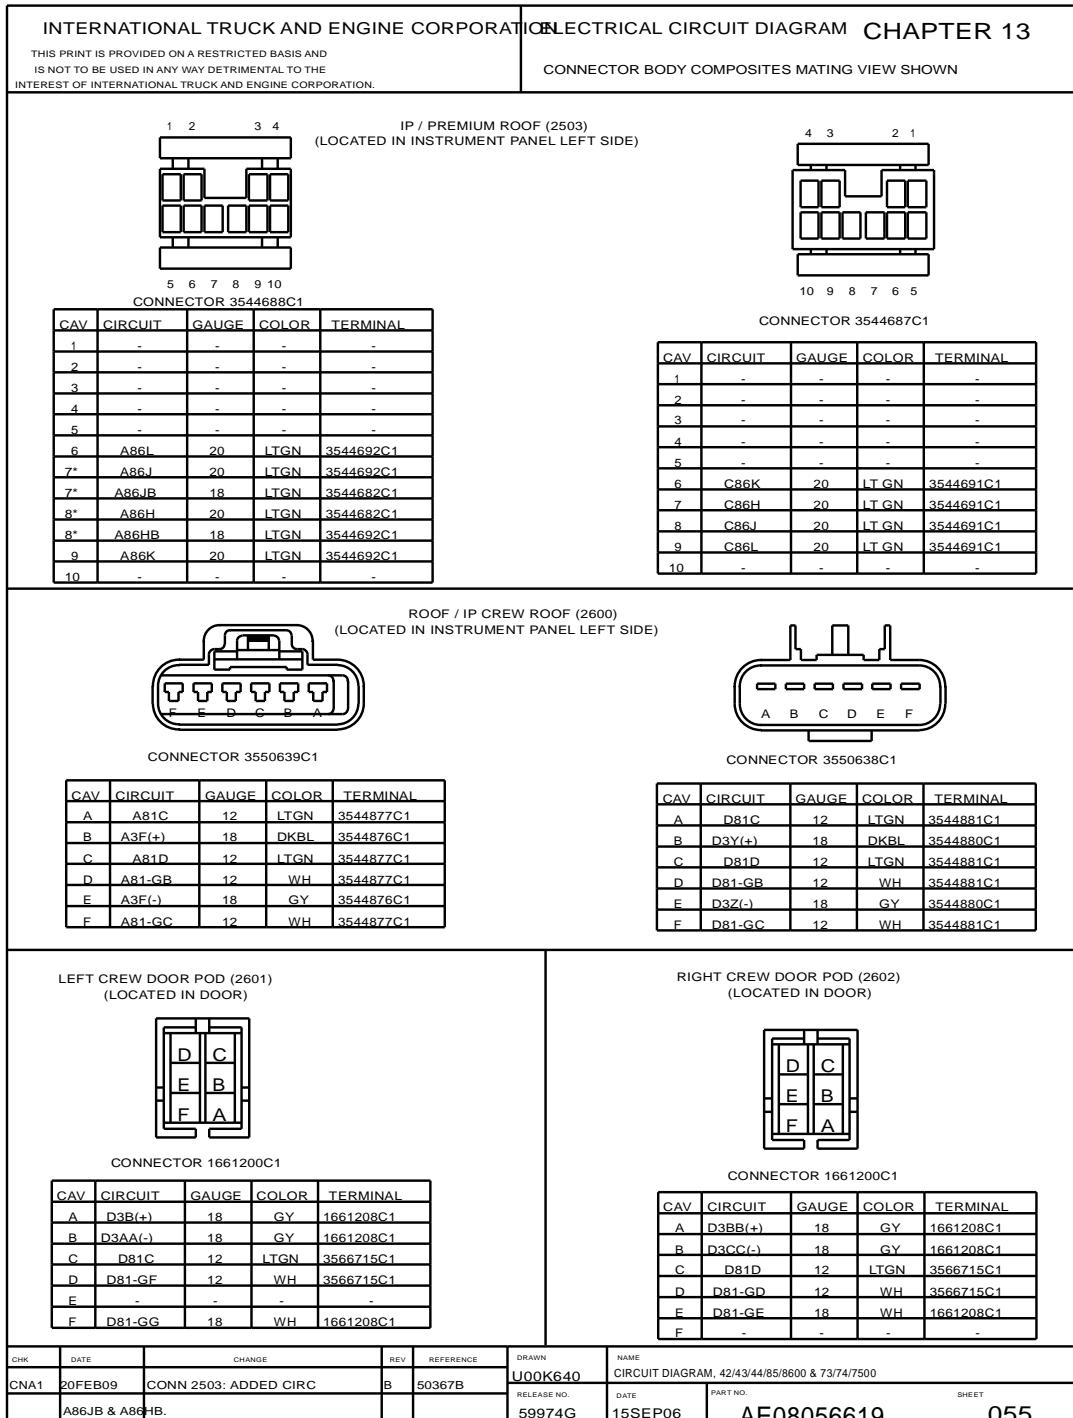 INTERNATIONAL TRUCK AND ENGINE CORPORATION
ELECTRICAL CIRCUIT DIAGRAM CHAPTER 13
THIS PRINT IS PROVIDED ON A RESTRICTED BASIS AND
IS NOT TO BE USED IN ANY WAY DETRIMENTAL TO THE
INTEREST OF INTERNATIONAL TRUCK AND ENGINE CORPORATION.
CONNECTOR BODY COMPOSITES MATING VIEW SHOWN
IP / PREMIUM ROOF (2503)
(LOCATED IN INSTRUMENT PANEL LEFT SIDE)
1 2 3 4
5 6 7 8 9 10
CONNECTOR 3544688C1
CAV CIRCUIT GAUGE COLOR TERMINAL
1 - - - -
2 - - - -
3 - - - -
4 - - - -
5 - - - -
6 A86L 20 LTGN 3544692C1
7* A86J 20 LTGN 3544692C1
7* A86JB 18 LTGN 3544682C1
8* A86H 20 LTGN 3544682C1
8* A86HB 18 LTGN 3544692C1
9 A86K 20 LTGN 3544692C1
10 - - - -
4 3 2 1
10 9 8 7 6 5
CONNECTOR 3544687C1
CAV CIRCUIT GAUGE COLOR TERMINAL
1 - - - -
2 - - - -
3 - - - -
4 - - - -
5 - - - -
6 C86K 20 LT GN 3544691C1
7 C86H 20 LT GN 3544691C1
8 C86J 20 LT GN 3544691C1
9 C86L 20 LT GN 3544691C1
10 - - - -
ROOF / IP CREW ROOF (2600)
(LOCATED IN INSTRUMENT PANEL LEFT SIDE)
F E D C B A
CONNECTOR 3550639C1
CAV CIRCUIT GAUGE COLOR TERMINAL
A A81C 12 LTGN 3544877C1
B A3F(+) 18 DKBL 3544876C1
C A81D 12 LTGN 3544877C1
D A81-GB 12 WH 3544877C1
E A3F(-) 18 GY 3544876C1
F A81-GC 12 WH 3544877C1
A B C D E F
CONNECTOR 3550638C1
CAV CIRCUIT GAUGE COLOR TERMINAL
A D81C 12 LTGN 3544881C1
B D3Y(+) 18 DKBL 3544880C1
C D81D 12 LTGN 3544881C1
D D81-GB 12 WH 3544881C1
E D3Z(-) 18 GY 3544880C1
F D81-GC 12 WH 3544881C1
LEFT CREW DOOR POD (2601)
(LOCATED IN DOOR)
D C
E B
F A
CONNECTOR 1661200C1
CAV CIRCUIT GAUGE COLOR TERMINAL
A D3B(+) 18 GY 1661208C1
B D3AA(-) 18 GY 1661208C1
C D81C 12 LTGN 3566715C1
D D81-GF 12 WH 3566715C1
E - - - -
F D81-GG 18 WH 1661208C1
RIGHT CREW DOOR POD (2602)
(LOCATED IN DOOR)
D C
E B
F A
CONNECTOR 1661200C1
CAV CIRCUIT GAUGE COLOR TERMINAL
A D3BB(+) 18 GY 1661208C1
B D3CC(-) 18 GY 1661208C1
C D81D 12 LTGN 3566715C1
D D81-GD 12 WH 3566715C1
E D81-GE 18 WH 1661208C1
F - - - -
CHK DATE CHANGE REV REFERENCE
CNA1 20FEB09 CONN 2503: ADDED CIRC B 50367B
A86JB & A86HB.
DRAWN
U00K640
NAME
CIRCUIT DIAGRAM, 42/43/44/85/8600 & 73/74/7500
RELEASE NO.
59974G
DATE
15SEP06
PART NO.
AE08056619
SHEET
055